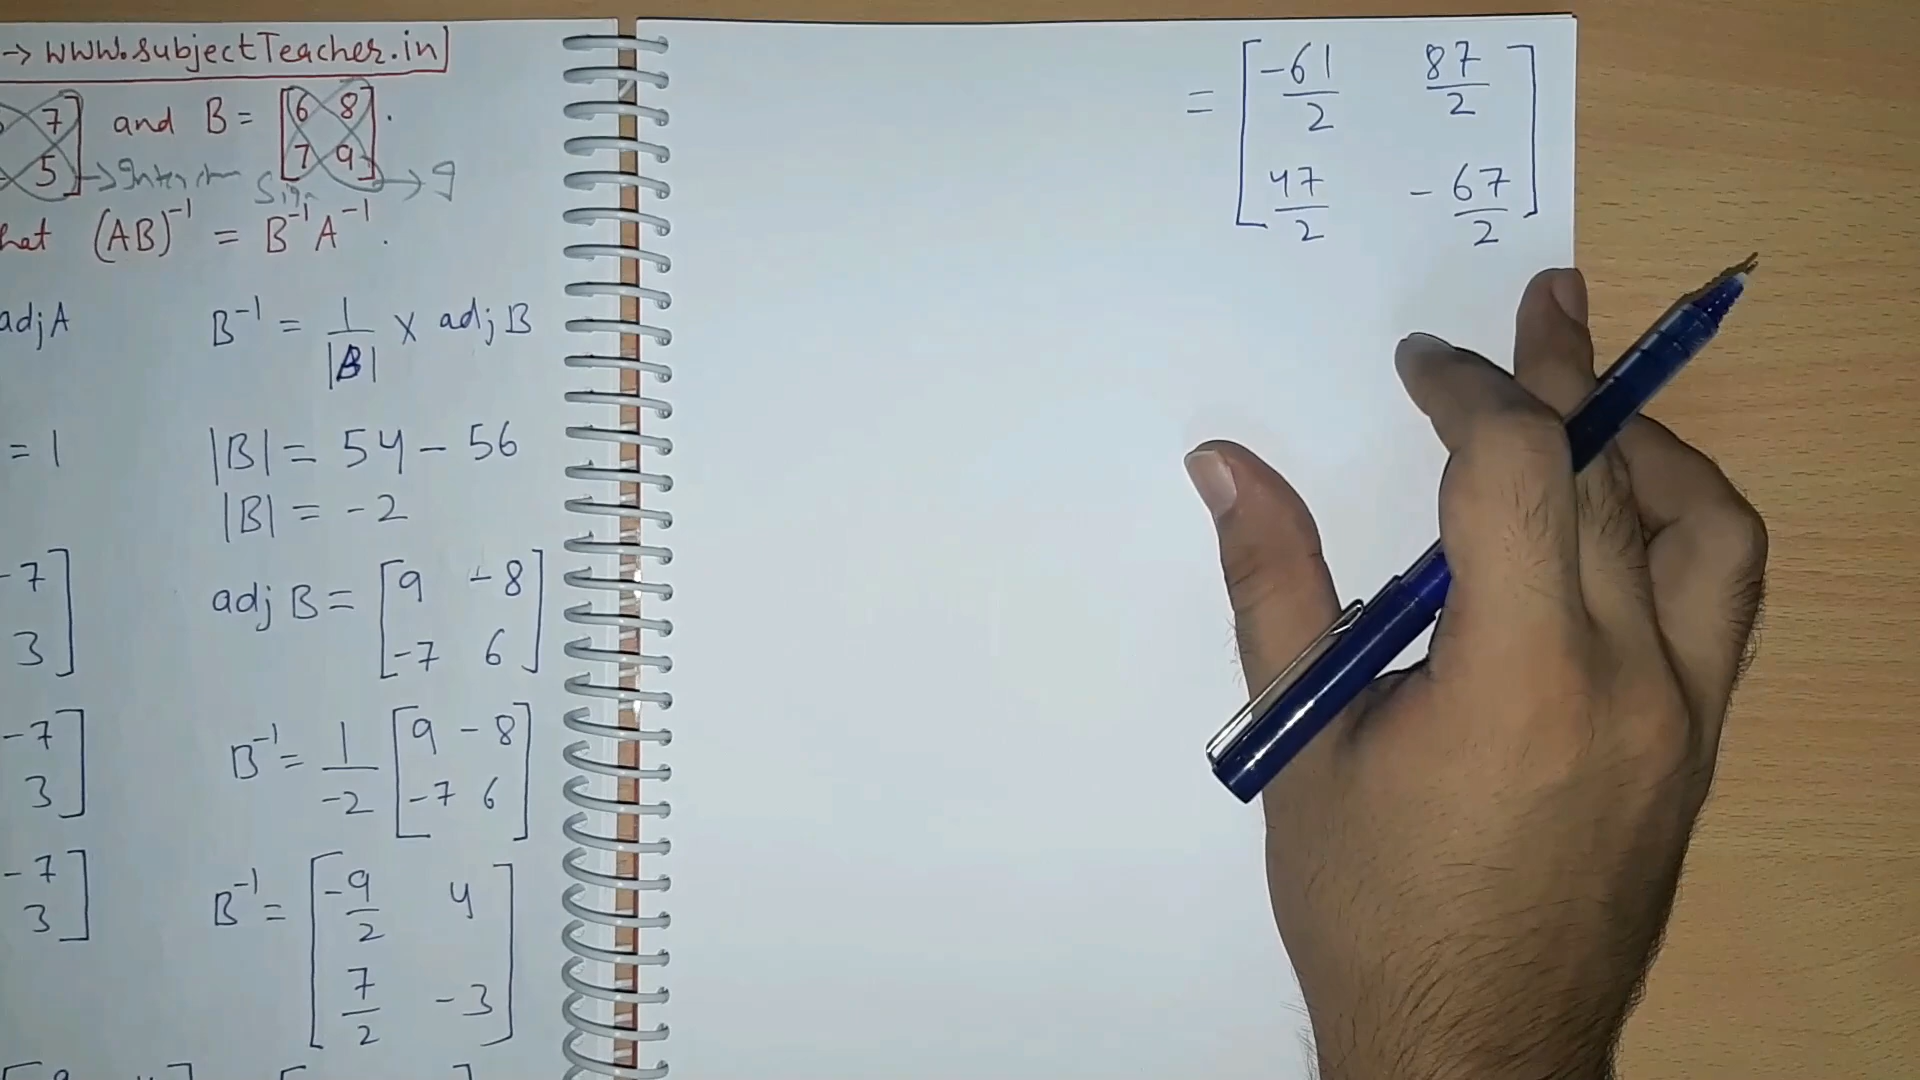 → www.subjectTeacher.in
7] and B = [6 8
5] 7 9].
→ g
hat (AB)⁻¹ = B⁻¹A⁻¹.
adj A B⁻¹ = 1/|B| × adj B
= 1 |B| = 54 - 56
|B| = -2
-7
3] adj B = [9 -8
-7 6]
-7
3] B⁻¹ = 1/-2 [9 -8
-7 6]
-7
3] B⁻¹ = [-9/2 4
7/2 -3]
= [-61/2 87/2
47/2 -67/2]